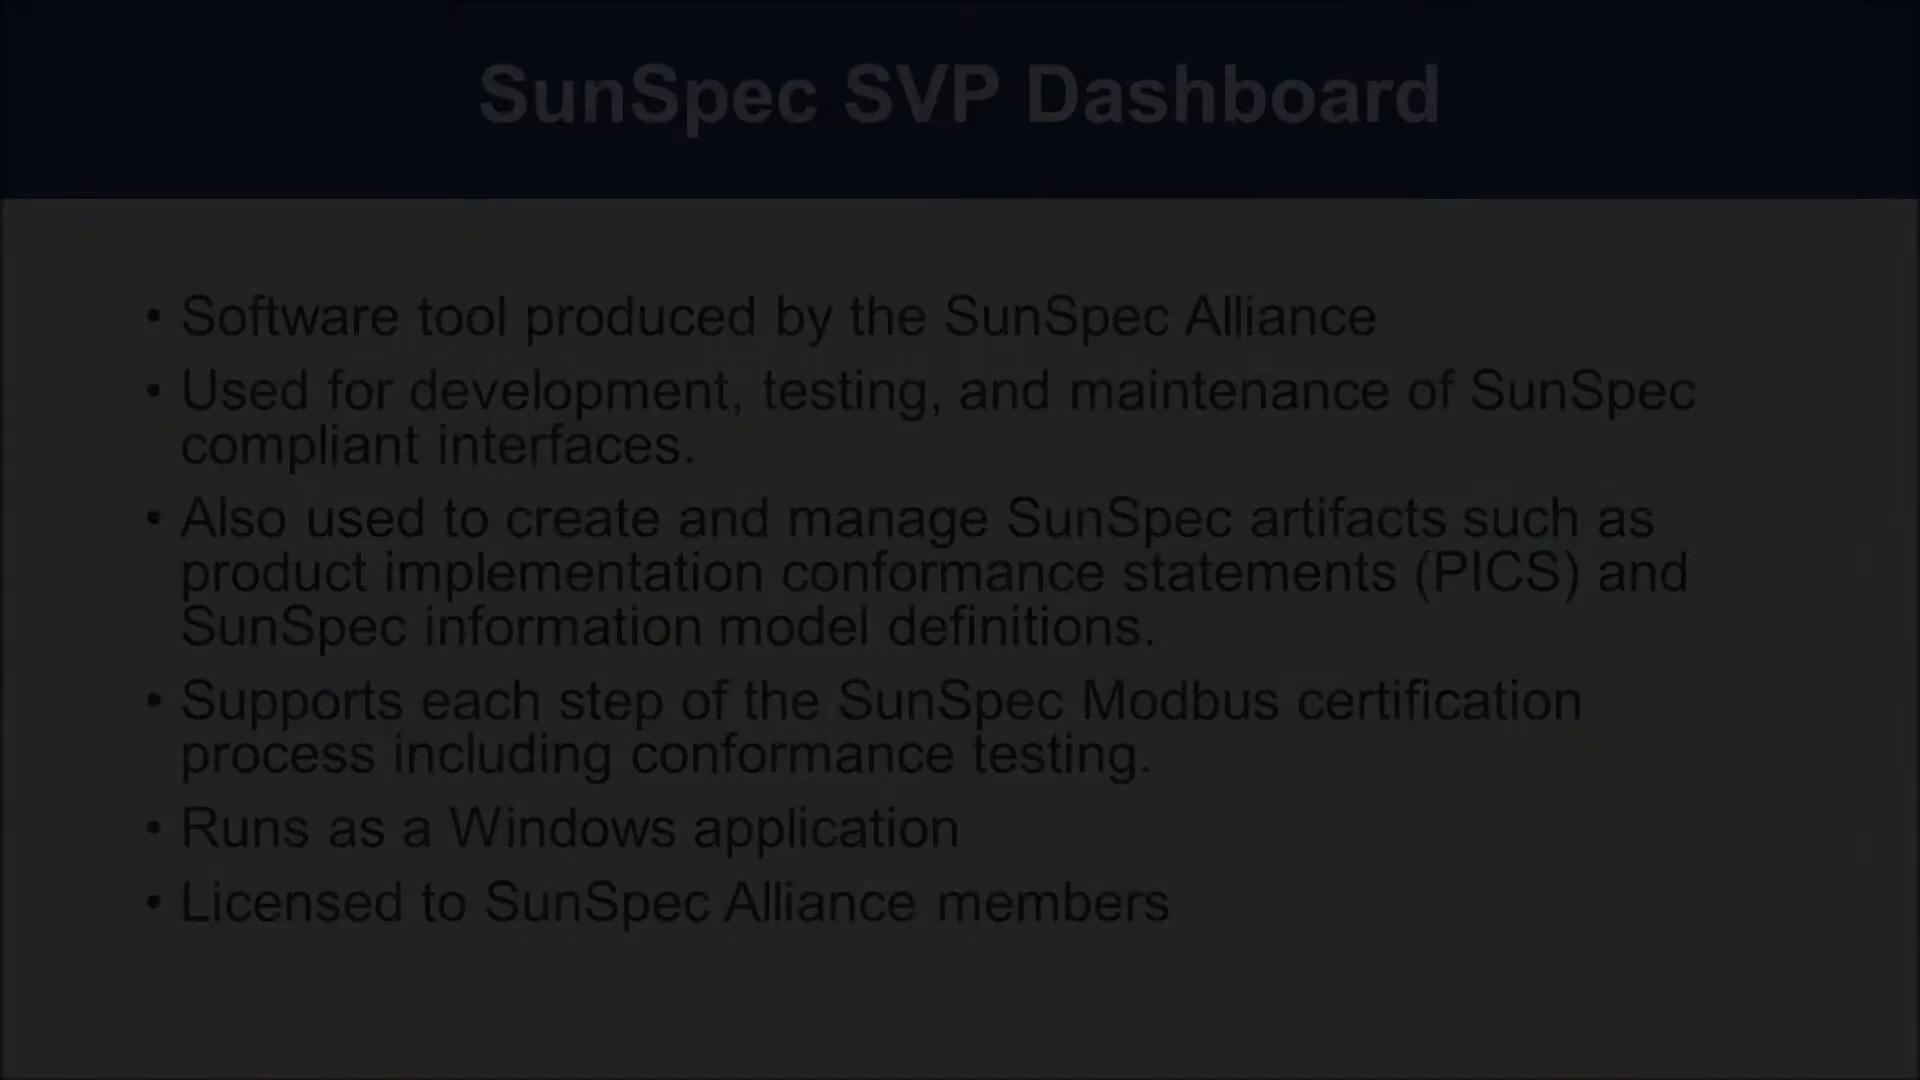 SunSpec SVP Dashboard
• Software tool produced by the SunSpec Alliance
• Used for development, testing, and maintenance of SunSpec
compliant interfaces.
• Also used to create and manage SunSpec artifacts such as
product implementation conformance statements (PICS) and
SunSpec information model definitions.
• Supports each step of the SunSpec Modbus certification
process including conformance testing.
• Runs as a Windows application
• Licensed to SunSpec Alliance members